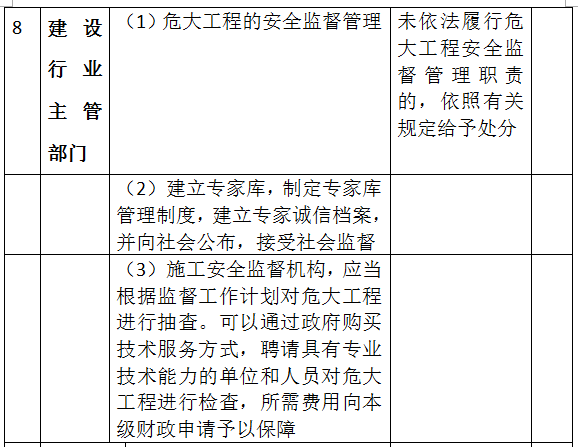 8
建设
行业
主管
部门
（1）危大工程的安全监督管理
未依法履行危
大工程安全监
督管理职责
的，依照有关
规定给予处分
（2）建立专家库，制定专家库
管理制度，建立专家诚信档案，
并向社会公布，接受社会监督
（3）施工安全监督机构，应当
根据监督工作计划对危大工程
进行抽查。可以通过政府购买
技术服务方式，聘请具有专业
技术能力的单位和人员对危大
工程进行检查，所需费用向本
级财政申请予以保障